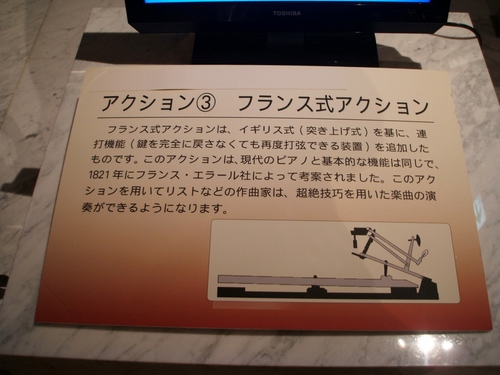 TOSHIBA
アクション③ フランス式アクション
フランス式アクションは、イギリス式(突き上げ式)を基に、連
打機能(鍵を完全に戻さなくても再度打弦できる装置)を追加した
ものです。このアクションは、現代のピアノと基本的な機能は同じで、
1821年にフランス・エラール社によって考案されました。このアク
ションを用いてリストなどの作曲家は、超絶技巧を用いた楽曲の演
奏ができるようになります。